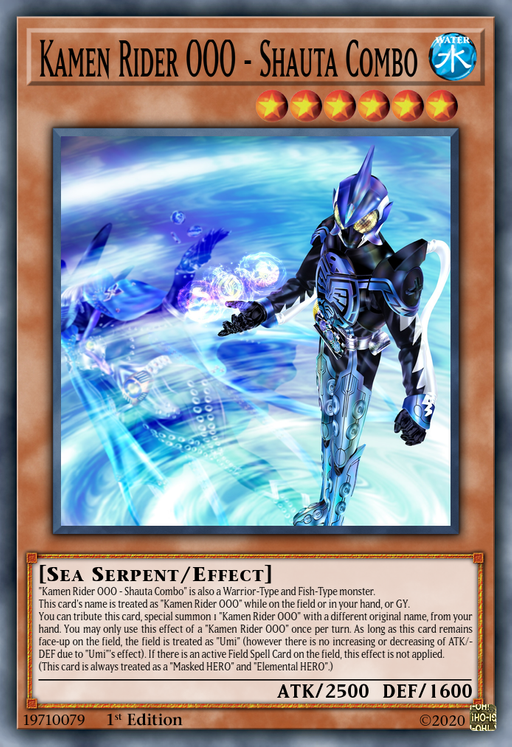 Kamen Rider OOO - Shauta Combo
WATER
水
[Sea Serpent/Effect]
"Kamen Rider OOO - Shauta Combo" is also a Warrior-Type and Fish-Type monster.
This card's name is treated as "Kamen Rider OOO" while on the field or in your hand, or GY.
You can tribute this card, special summon 1 "Kamen Rider OOO" with a different original name, from your
hand. You may only use this effect of a "Kamen Rider OOO" once per turn. As long as this card remains
face-up on the field, the field is treated as "Umi" (however there is no increasing or decreasing of ATK/-
DEF due to "Umi"'s effect). If there is an active Field Spell Card on the field, this effect is not applied.
(This card is always treated as a "Masked HERO" and "Elemental HERO".)
ATK/2500 DEF/1600
19710079 1st Edition ©2020